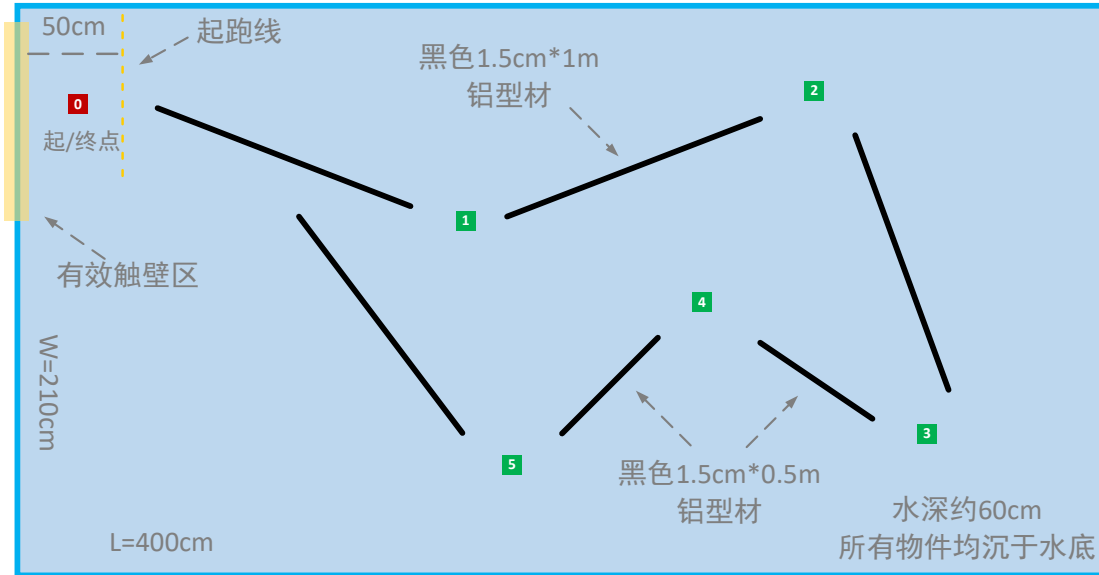 50cm
起跑线
黑色1.5cm*1m
铝型材
2
0
起/终点
1
有效触壁区
4
W=210cm
3
5
黑色1.5cm*0.5m
铝型材
水深约60cm
所有物件均沉于水底
L=400cm